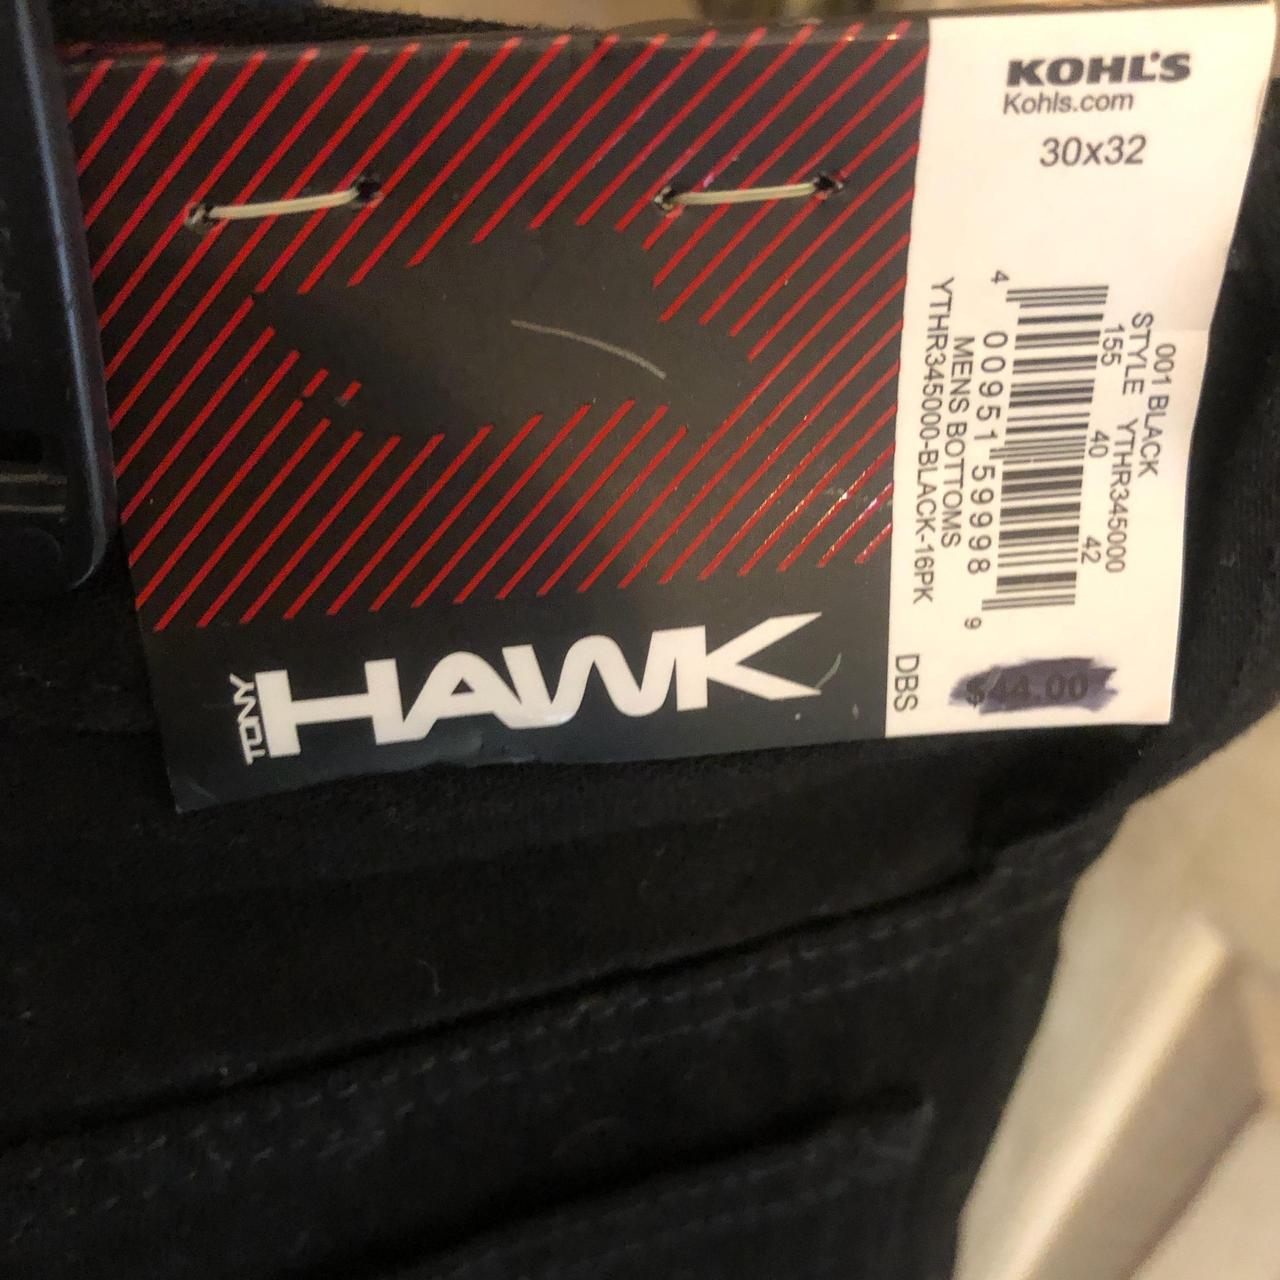 KOHL'S
Kohls.com
30x32
001 BLACK
STYLE YTHR345000
155 40 42
4 00951 59998 9
MENS BOTTOMS
YTHR345000-BLACK-16PK
DBS
$44.00
TONY
HAWK